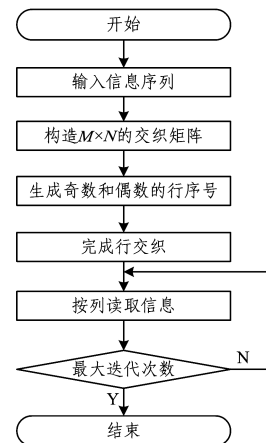 开始
输入信息序列
构造M×N的交织矩阵
生成奇数和偶数的行序号
完成行交织
按列读取信息
最大迭代次数
N
Y
结束